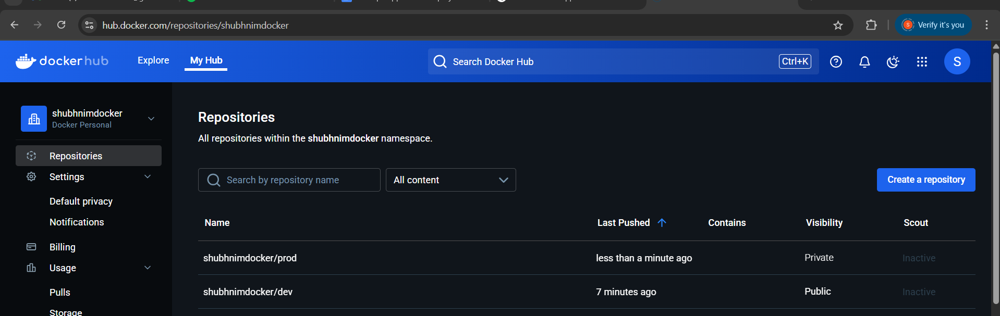 hub.docker.com/repositories/shubhnimdocker
S
Verify it's you
docker hub
Explore
My Hub
Search Docker Hub
Ctrl+K
S
shubhnimdocker
Docker Personal
Repositories
Settings
Default privacy
Notifications
Billing
Usage
Pulls
Storage
Repositories
All repositories within the shubhnimdocker namespace.
Search by repository name
All content
Create a repository
Name Last Pushed Contains Visibility Scout
shubhnimdocker/prod less than a minute ago Private Inactive
shubhnimdocker/dev 7 minutes ago Public Inactive